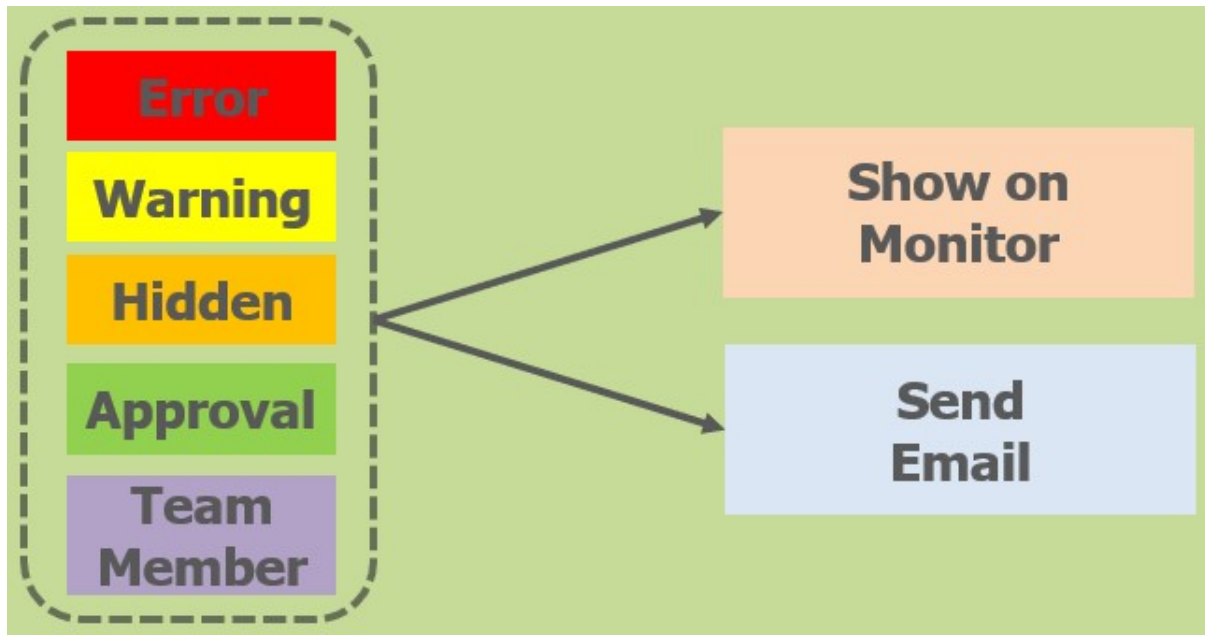 Error
Warning
Hidden
Approval
Team
Member
Show on
Monitor
Send
Email